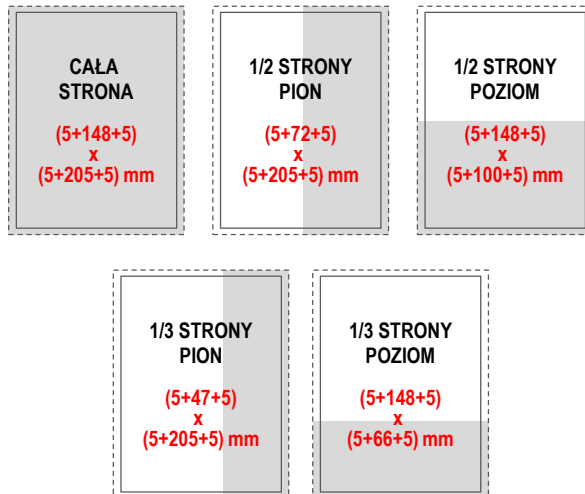 CAŁA
STRONA
(5+148+5)
x
(5+205+5) mm
1/2 STRONY
PION
(5+72+5)
x
(5+205+5) mm
1/2 STRONY
POZIOM
(5+148+5)
x
(5+100+5) mm
1/3 STRONY
PION
(5+47+5)
x
(5+205+5) mm
1/3 STRONY
POZIOM
(5+148+5)
x
(5+66+5) mm